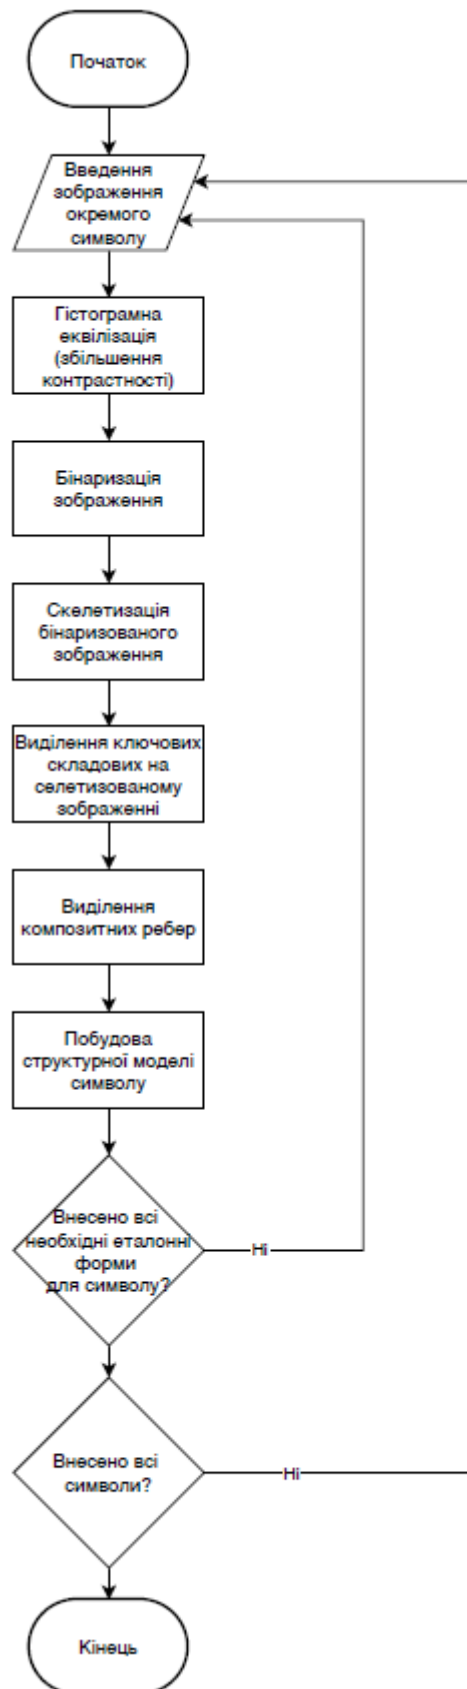 Початок
Введення
зображення
окремого
символу
Гістограмна
еквілізація
(збільшення
контрастності)
Бінаризація
зображення
Скелетизація
бінаризованого
зображення
Виділення ключових
складових на
селетизованому
зображенні
Виділення
композитних ребер
Побудова
структурної моделі
символу
Внесено всі
необхідні еталонні
форми
для символу?
Ні
Внесено всі
символи?
Ні
Кінець